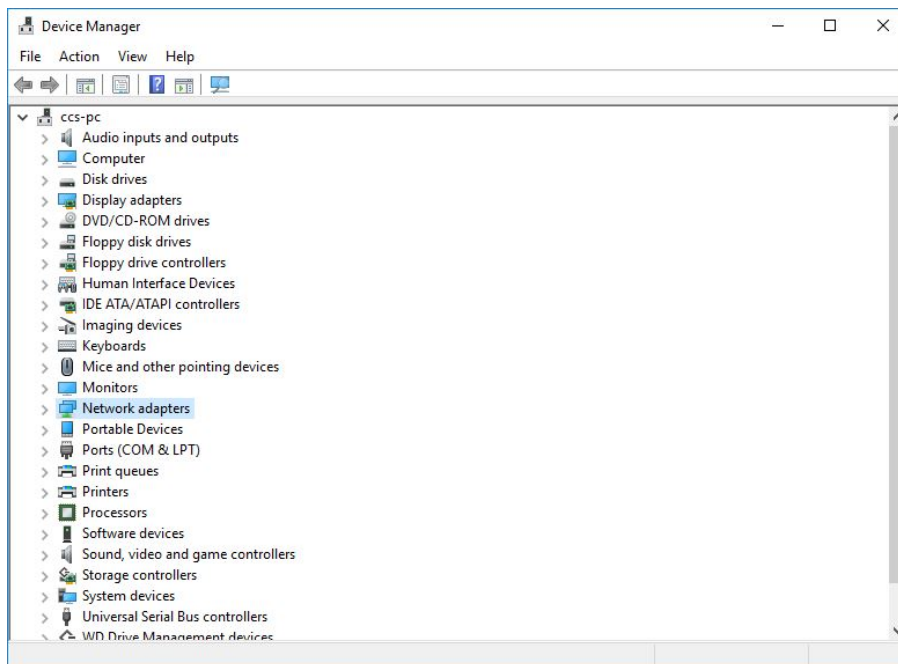 Device Manager
File Action View Help
ccs-pc
Audio inputs and outputs
Computer
Disk drives
Display adapters
DVD/CD-ROM drives
Floppy disk drives
Floppy drive controllers
Human Interface Devices
IDE ATA/ATAPI controllers
Imaging devices
Keyboards
Mice and other pointing devices
Monitors
Network adapters
Portable Devices
Ports (COM & LPT)
Print queues
Printers
Processors
Software devices
Sound, video and game controllers
Storage controllers
System devices
Universal Serial Bus controllers
WD Drive Management devices